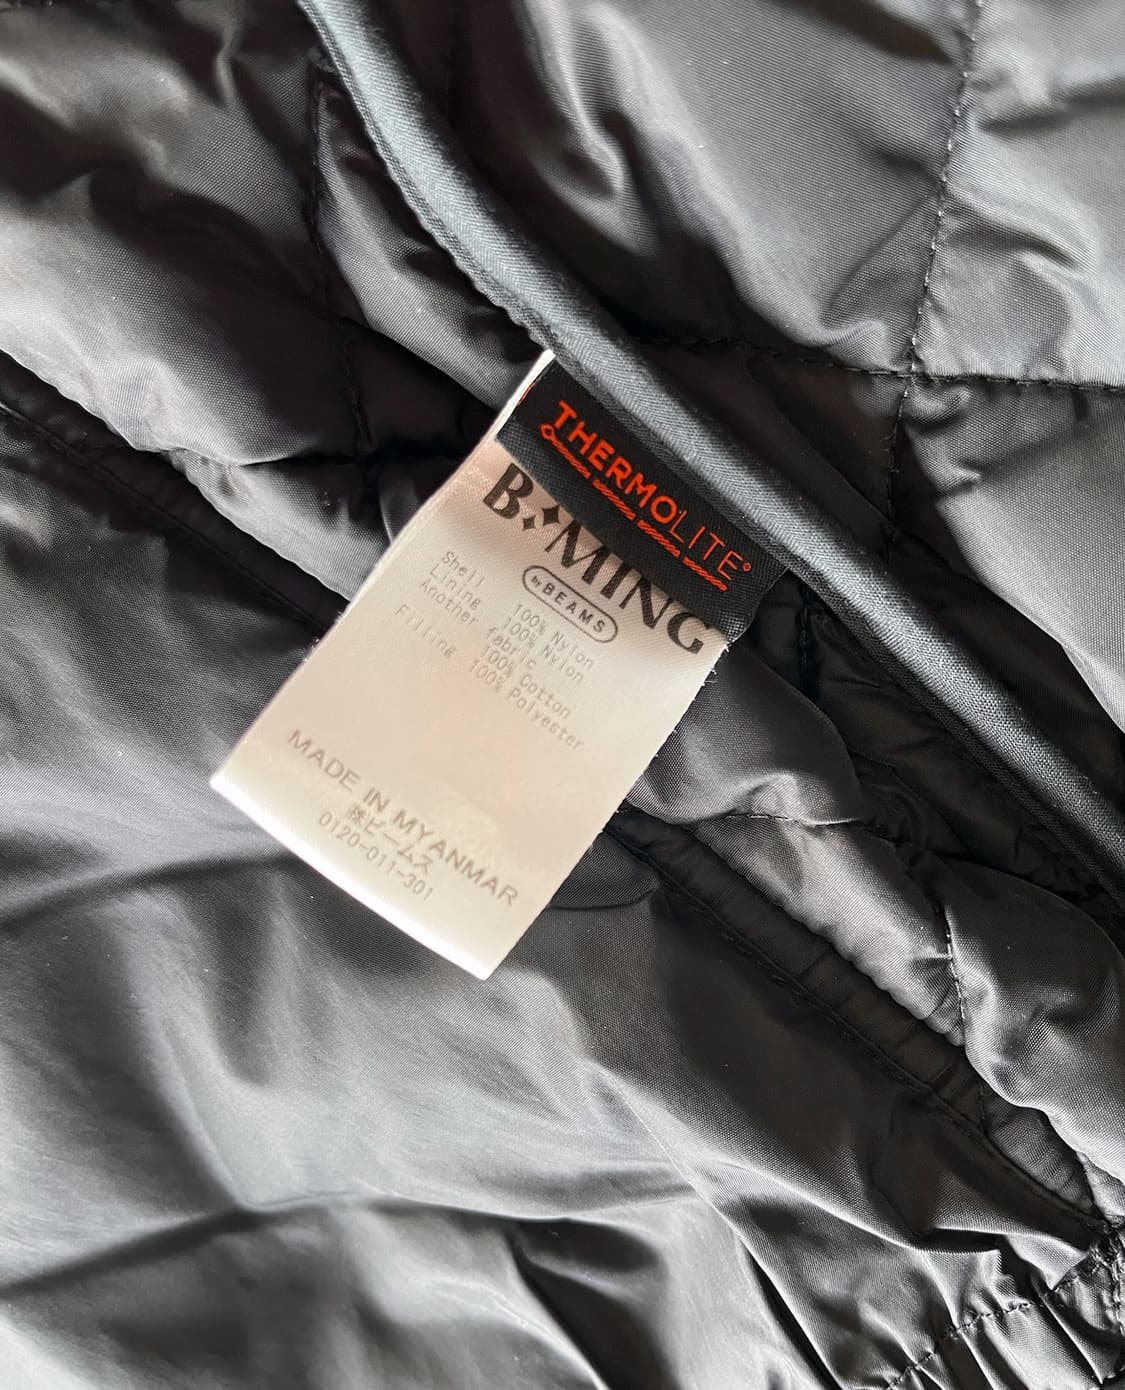 THERMOLITE
B:MING
by BEAMS
Shell 100% Nylon
Lining 100% Nylon
Another fabric
100% Cotton
Filling 100% Polyester
MADE IN MYANMAR
㈱ビームス
0120-011-301